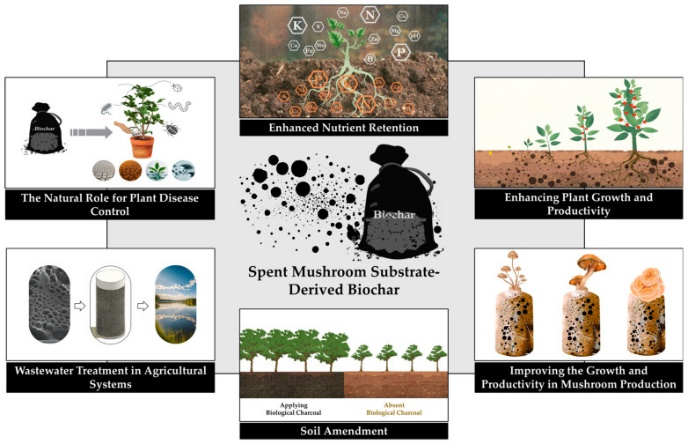 K
N
P
pH
Enhanced Nutrient Retention
Biochar
The Natural Role for Plant Disease
Control
Enhancing Plant Growth and
Productivity
Biochar
Spent Mushroom Substrate-
Derived Biochar
Wastewater Treatment in Agricultural
Systems
Applying
Biological Charcoal
Absent
Biological Charcoal
Soil Amendment
Improving the Growth and
Productivity in Mushroom Production